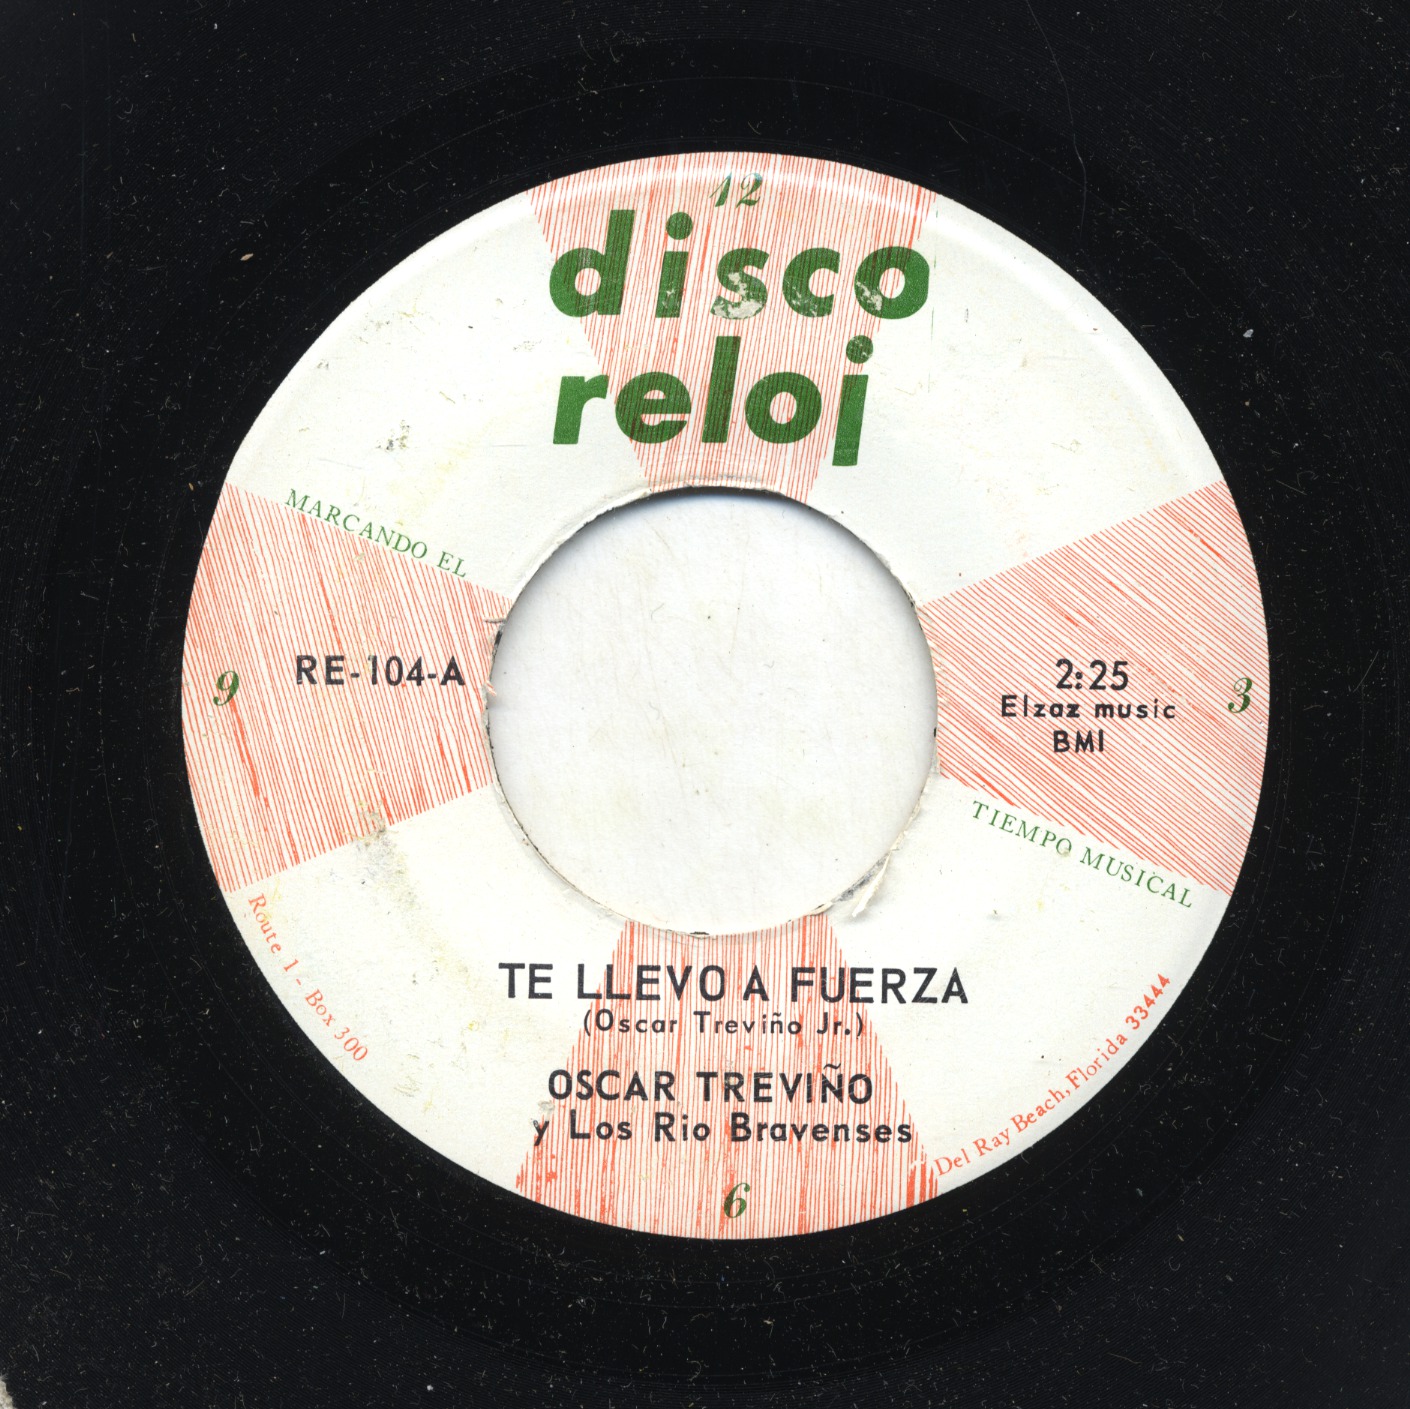 12
disco
reloj
MARCANDO EL
RE-104-A
9
2:25
Elzaz music
BMI
3
TIEMPO MUSICAL
TE LLEVO A FUERZA
(Oscar Treviño Jr.)
OSCAR TREVIÑO
y Los Rio Bravenses
6
Route 1 - Box 300
Del Ray Beach, Florida 33444